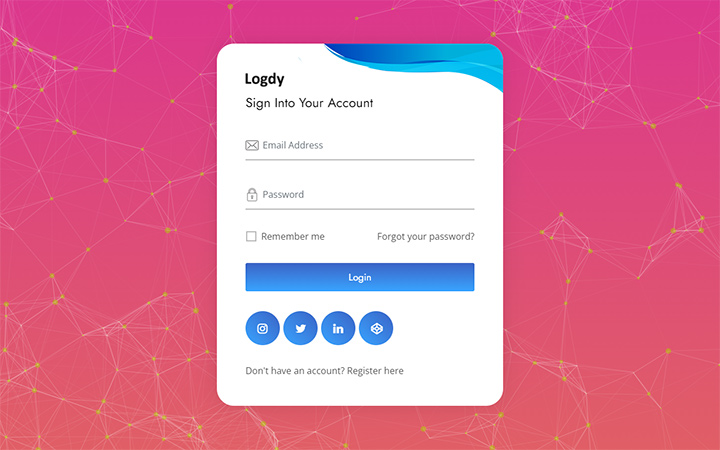 Logdy
Sign Into Your Account
Email Address
Password
Remember me
Forgot your password?
Login
Don't have an account? Register here